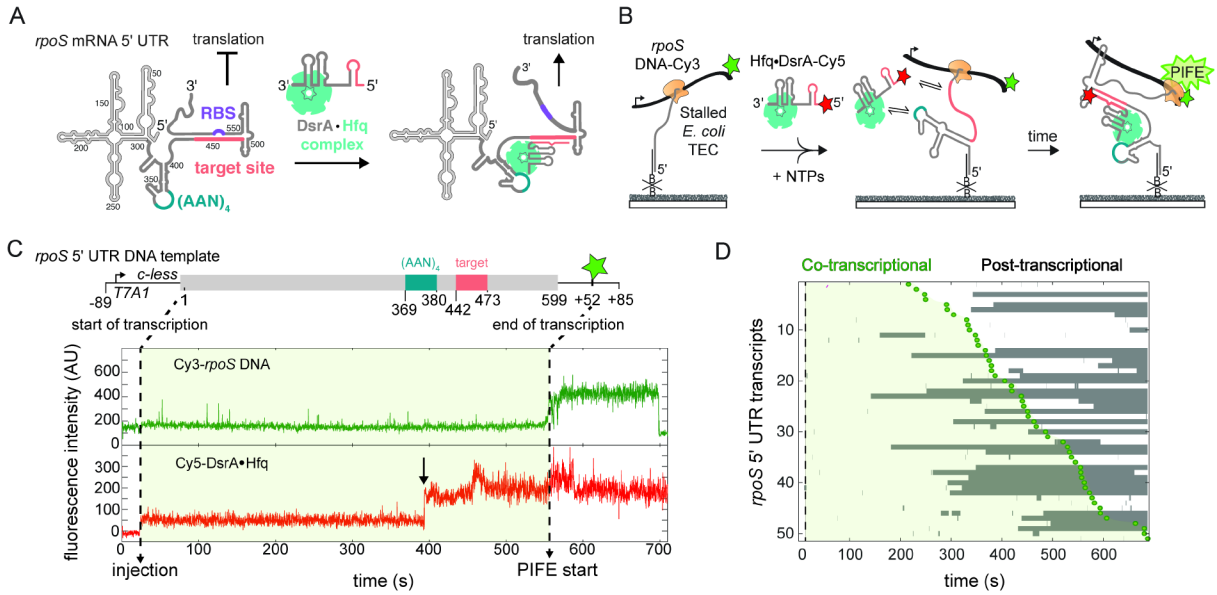 A
rpoS mRNA 5' UTR
translation
translation
3'
5'
3'
50
150
100
5'
RBS
550
DsrA•Hfq
complex
200
300
450
500
target site
400
350
250
(AAN)4
B
rpoS
DNA-Cy3
Hfq•DsrA-Cy5
PIFE
3'
5'
Stalled
E. coli
TEC
5'
+ NTPs
5'
time
5'
C
rpoS 5' UTR DNA template
c-less
(AAN)4
target
-89
T7A1
1
369
380
442
473
599
+52
+85
start of transcription
end of transcription
fluorescence intensity (AU)
Cy3-rpoS DNA
600
400
200
0
Cy5-DsrA•Hfq
300
200
100
0
0
100
200
300
400
500
600
700
injection
time (s)
PIFE start
D
Co-transcriptional
Post-transcriptional
rpoS 5' UTR transcripts
10
20
30
40
50
0
100
200
300
400
500
600
time (s)